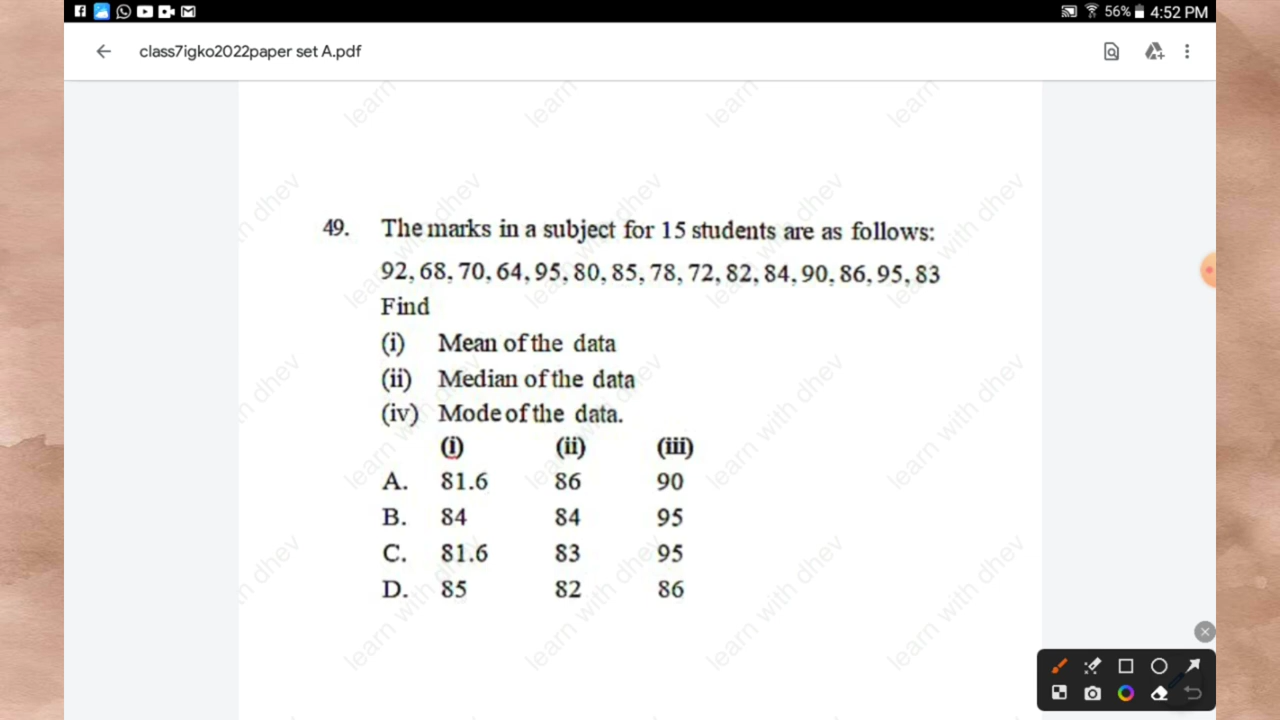 56% 4:52 PM
class7igko2022paper set A.pdf
49. The marks in a subject for 15 students are as follows:
92, 68, 70, 64, 95, 80, 85, 78, 72, 82, 84, 90, 86, 95, 83
Find
(i) Mean of the data
(ii) Median of the data
(iv) Mode of the data.
(i) (ii) (iii)
A. 81.6 86 90
B. 84 84 95
C. 81.6 83 95
D. 85 82 86
learn with dhev